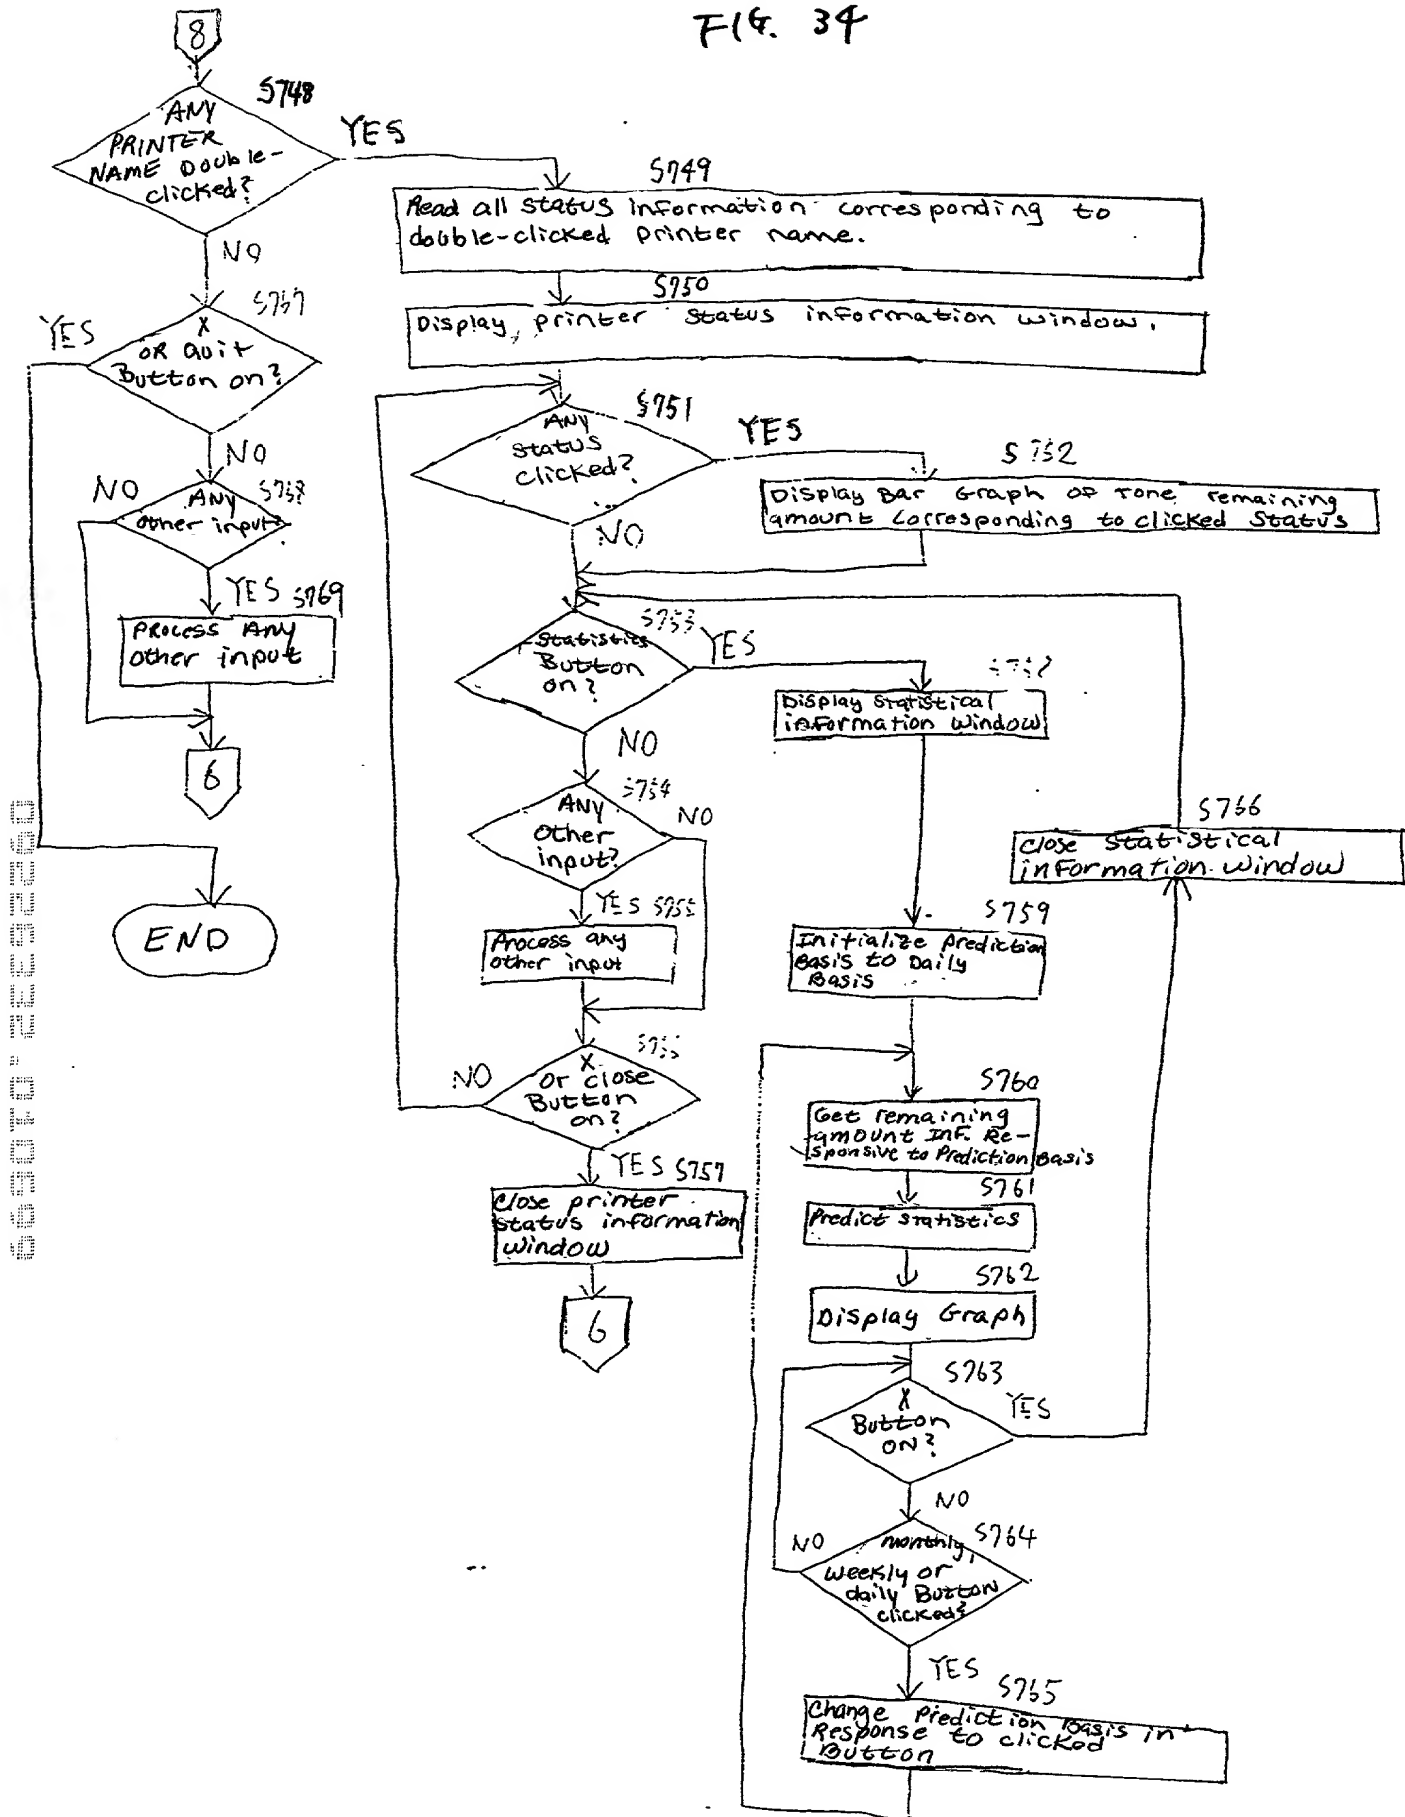 FIG. 34
8
S748
ANY
PRINTER
NAME Double-
clicked?
YES
NO
S749
Read all status information corresponding to
double-clicked printer name.
S750
Display printer status information window.
S767
X
OR Quit
Button on?
YES
NO
ANY
other input?
NO
YES
S769
Process Any
other input
6
END
S751
ANY
status
clicked?
YES
NO
S752
Display Bar Graph of Tone remaining
amount corresponding to clicked Status
S753
Statistics
Button
on?
YES
NO
Display statistical
information window
S754
ANY
Other
input?
NO
YES
S755
Process any
other input
X
or close
Button
on?
NO
YES
S757
Close printer
status information
window
6
S766
Close statistical
information window
S759
Initialize prediction
Basis to Daily
Basis
S760
Get remaining
amount Inf. Re-
sponsive to Prediction Basis
S761
Predict statistics
S762
Display Graph
S763
X
Button
ON?
YES
NO
S764
monthly,
weekly or
daily Button
clicked?
NO
YES
S765
Change Prediction Basis in
Response to clicked
Button